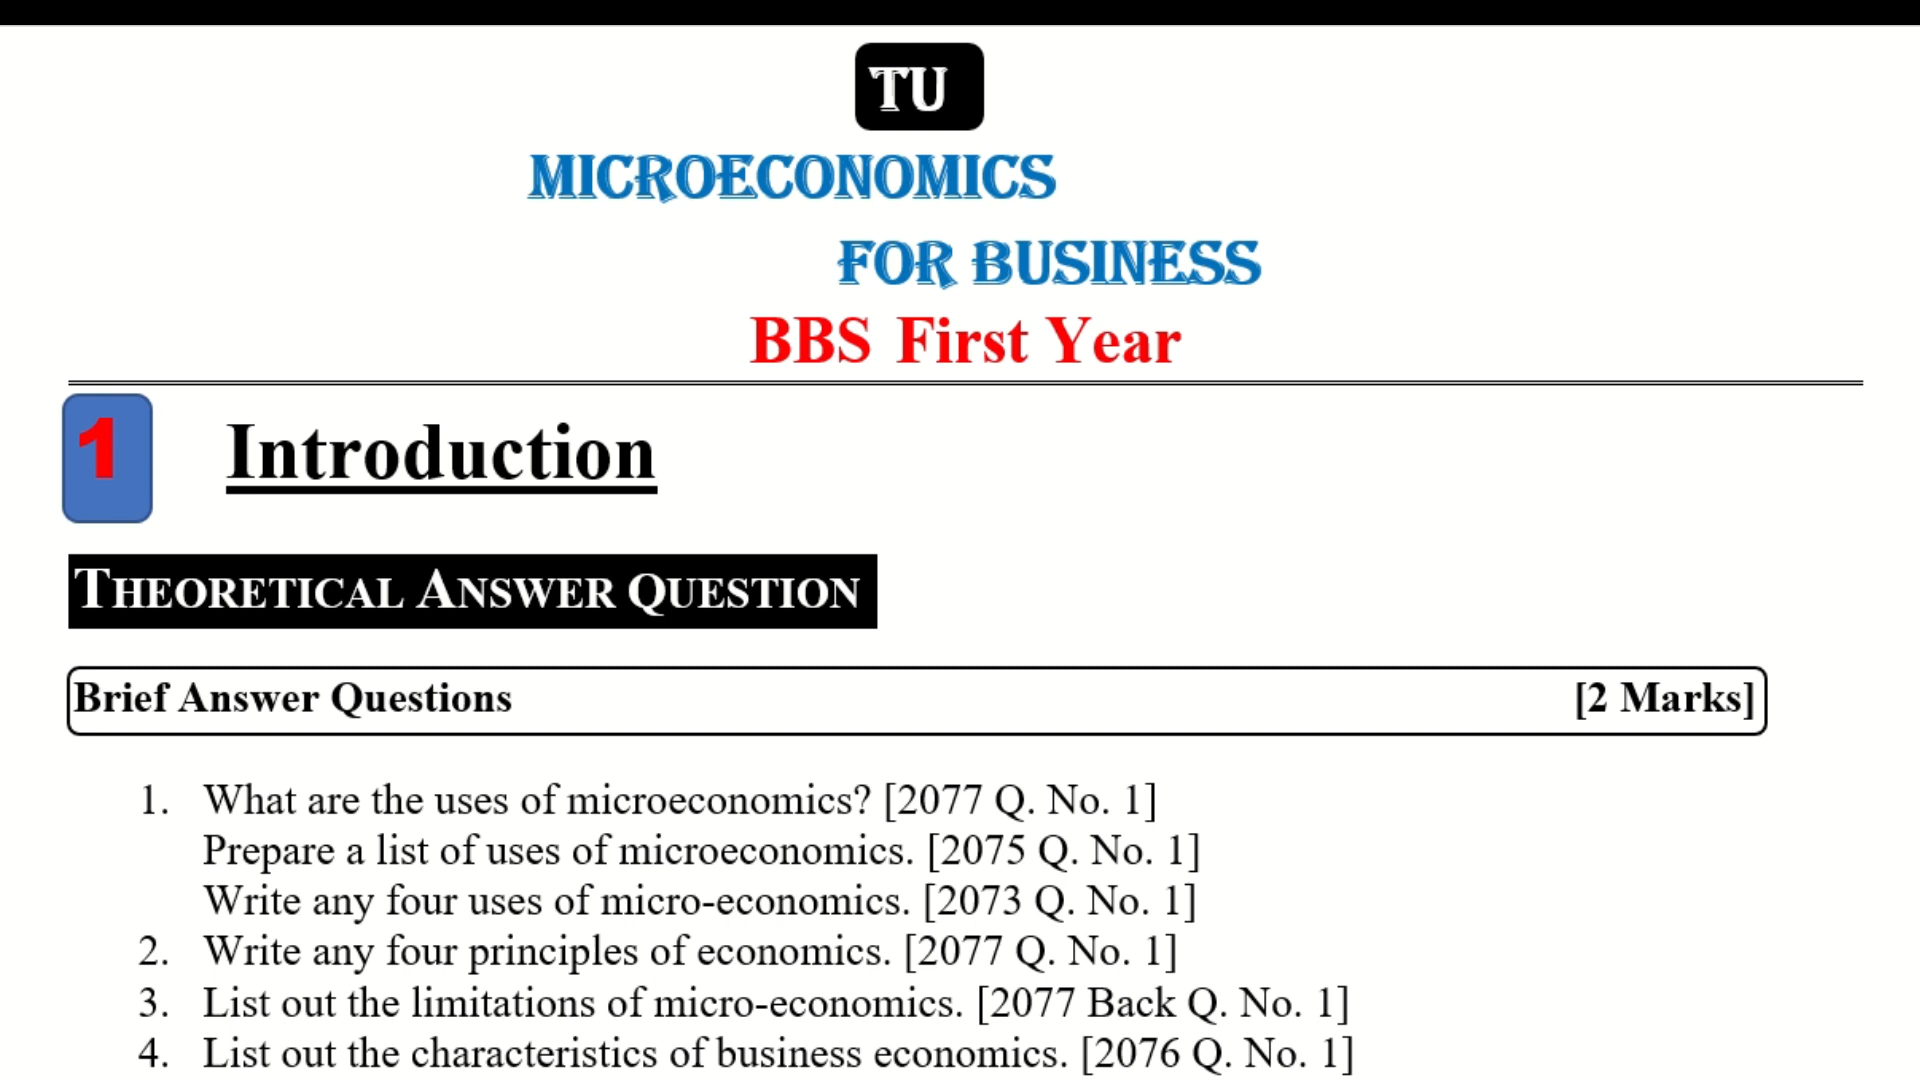 TU
MICROECONOMICS
FOR BUSINESS
BBS First Year
1 Introduction
THEORETICAL ANSWER QUESTION
Brief Answer Questions [2 Marks]
1. What are the uses of microeconomics? [2077 Q. No. 1]
Prepare a list of uses of microeconomics. [2075 Q. No. 1]
Write any four uses of micro-economics. [2073 Q. No. 1]
2. Write any four principles of economics. [2077 Q. No. 1]
3. List out the limitations of micro-economics. [2077 Back Q. No. 1]
4. List out the characteristics of business economics. [2076 Q. No. 1]